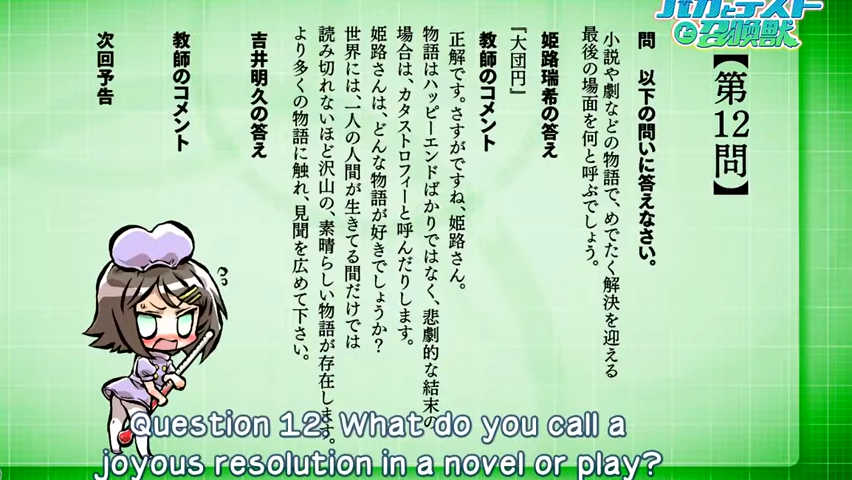 バカとテスト
と召喚獣
【第12問】
問 以下の問いに答えなさい。
小説や劇などの物語で、めでたく解決を迎える
最後の場面を何と呼ぶでしょう。
姫路瑞希の答え
『大団円』
教師のコメント
正解です。さすがですね、姫路さん。
物語はハッピーエンドばかりではなく、悲劇的な結末の
場合は、カタストロフィーと呼んだりします。
姫路さんは、どんな物語が好きでしょうか？
世界には、一人の人間が生きてる間だけでは
読み切れないほど沢山の、素晴らしい物語が存在します。
より多くの物語に触れ、見聞を広めて下さい。
吉井明久の答え
教師のコメント
次回予告
Question 12: What do you call a
joyous resolution in a novel or play?